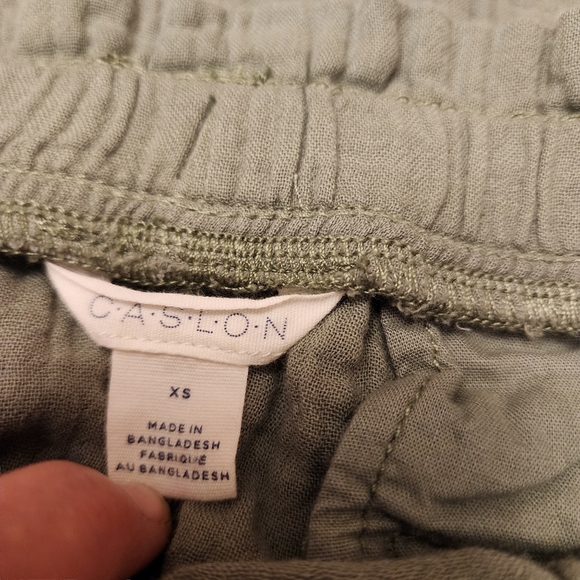 C·A·S·L·O·N
XS
MADE IN
BANGLADESH
FABRIQUÉ
AU BANGLADESH